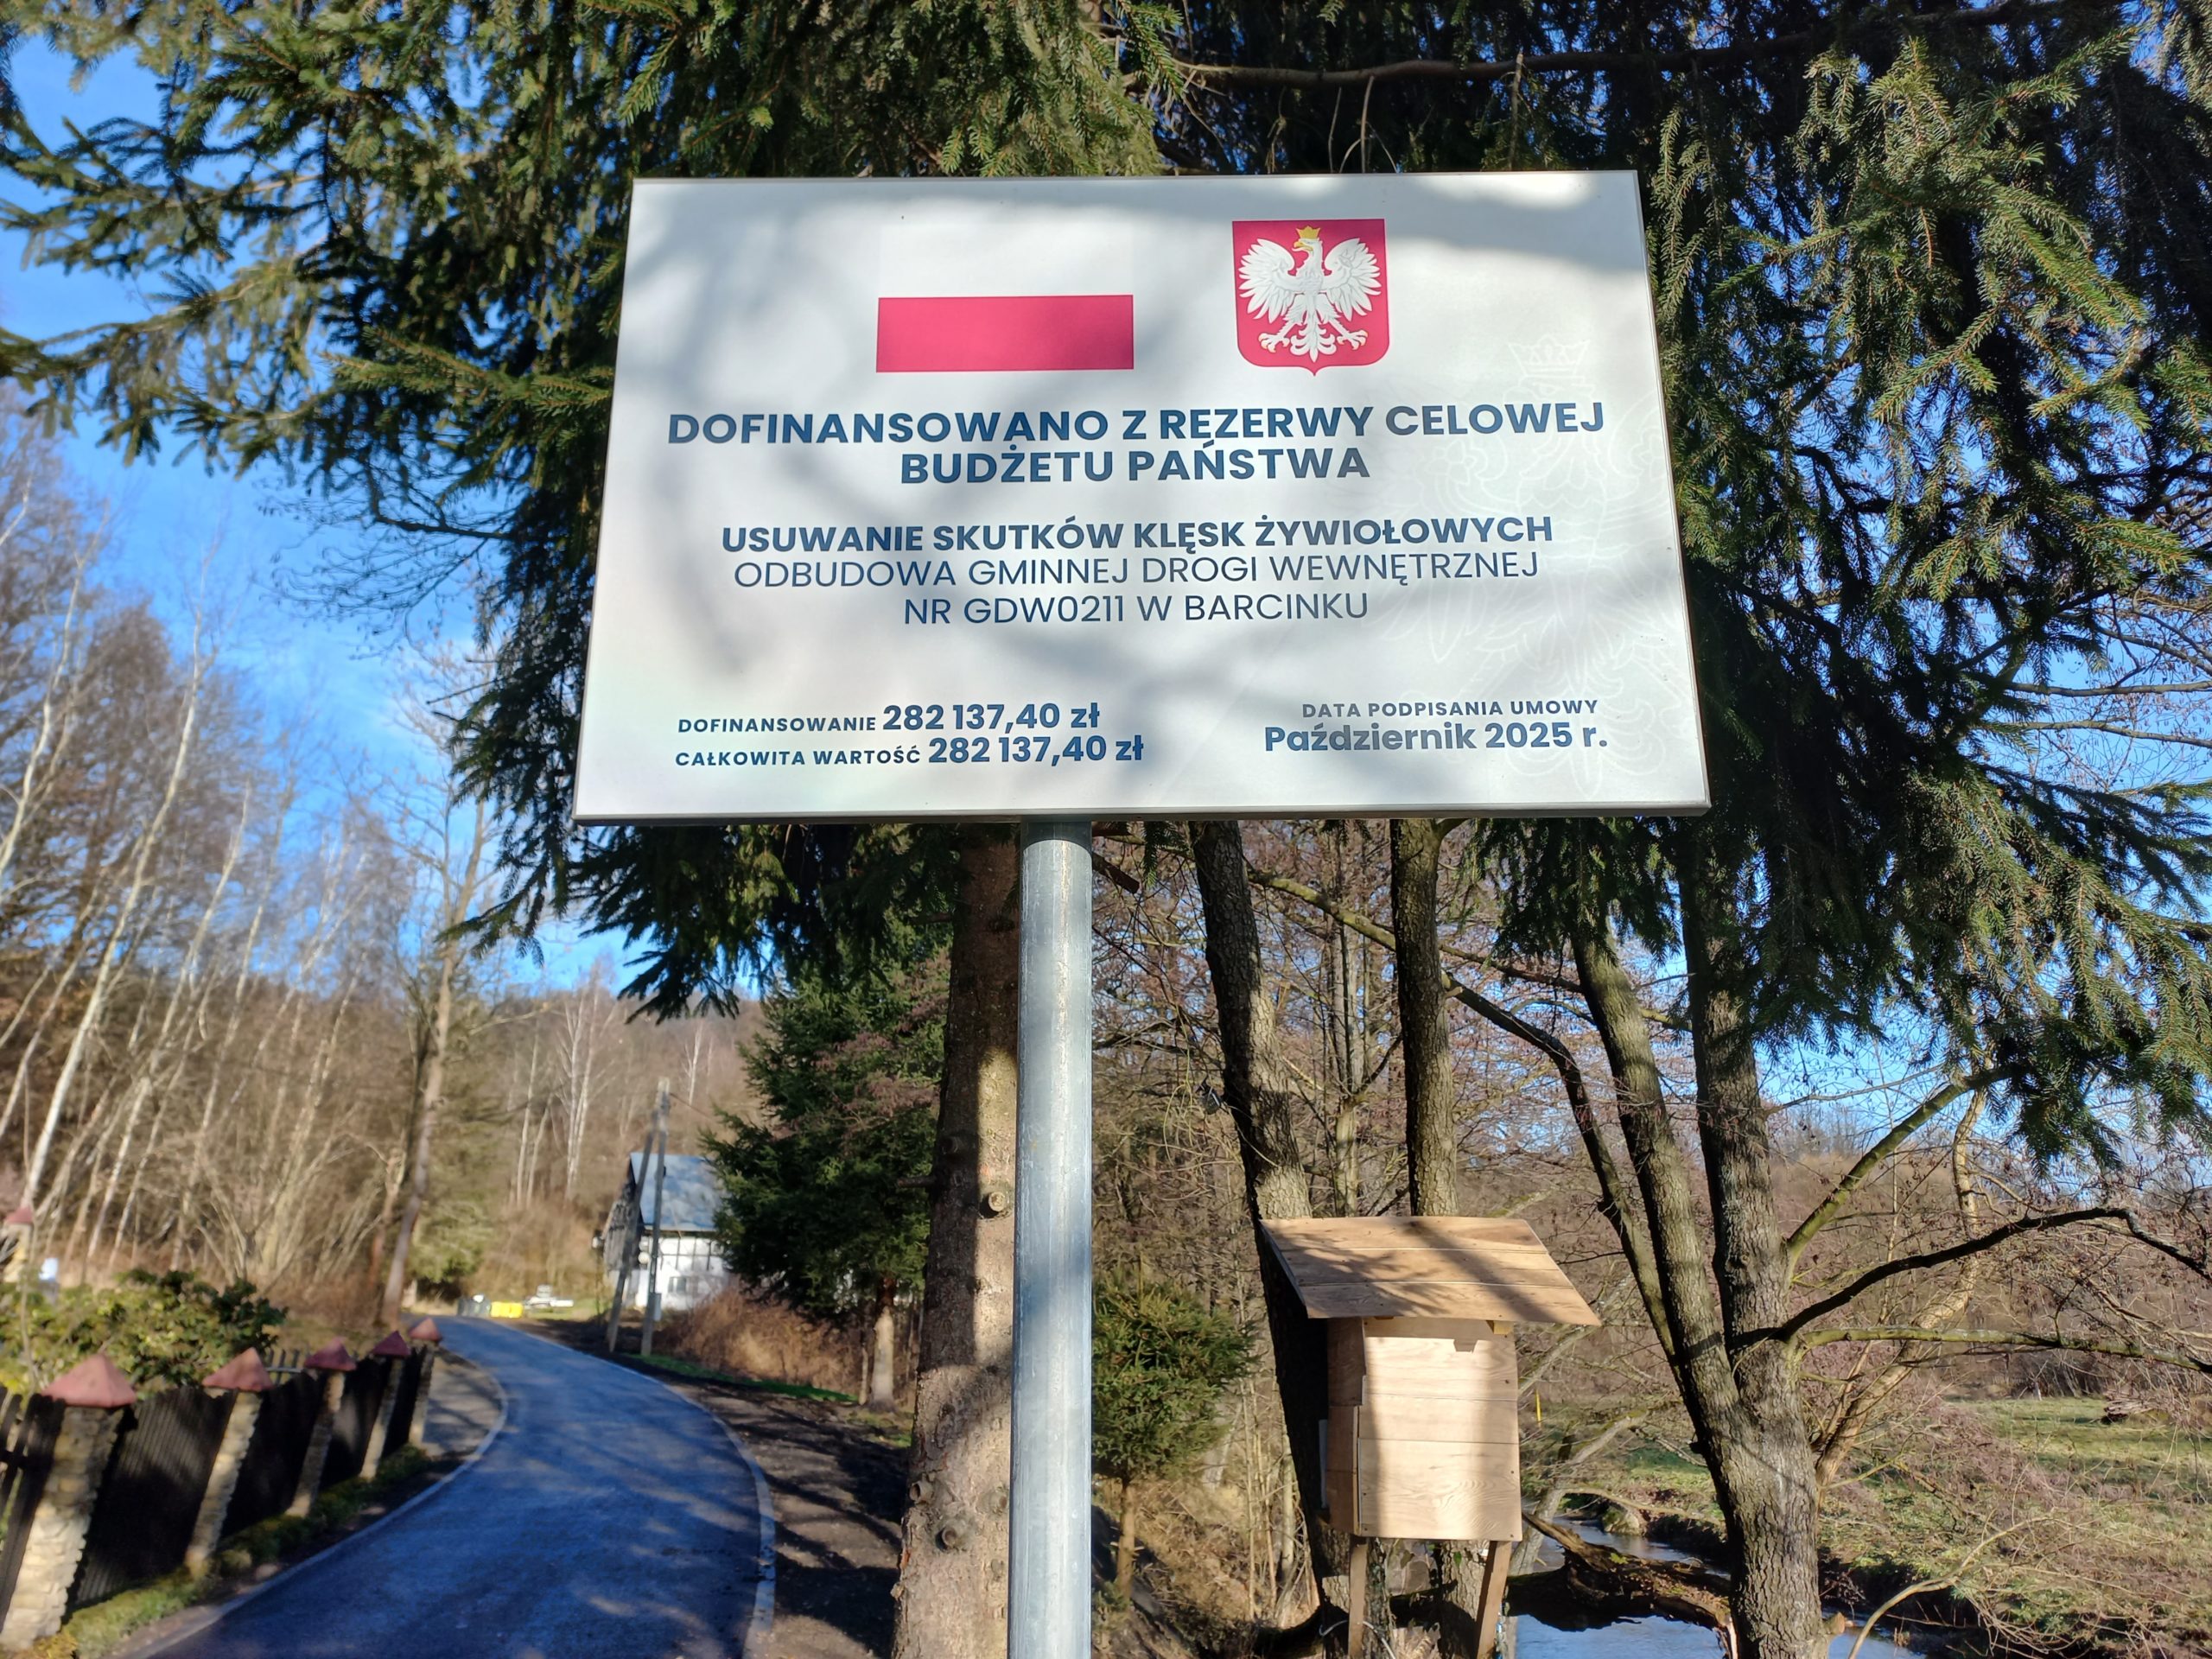 DOFINANSOWANO Z REZERWY CELOWEJ
BUDŻETU PAŃSTWA
USUWANIE SKUTKÓW KLĘSK ŻYWIOŁOWYCH
ODBUDOWA GMINNEJ DROGI WEWNĘTRZNEJ
NR GDW0211 W BARCINKU
DOFINANSOWANIE 282 137,40 zł
CAŁKOWITA WARTOŚĆ 282 137,40 zł
DATA PODPISANIA UMOWY
Październik 2025 r.